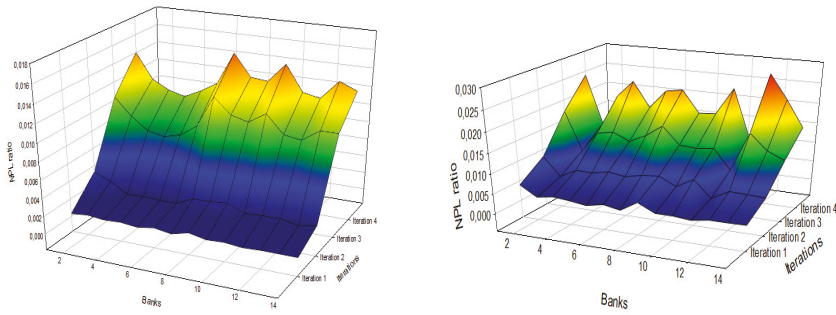 0,018
0,016
0,014
0,012
0,010
0,008
0,006
0,004
0,002
0,000
NPL ratio
2
4
6
8
10
12
14
Banks
Iteration 1
Iteration 2
Iteration 3
Iteration 4
Iterations
0,030
0,025
0,020
0,015
0,010
0,005
0,000
NPL ratio
2
4
6
8
10
12
14
Banks
Iteration 1
Iteration 2
Iteration 3
Iteration 4
Iterations